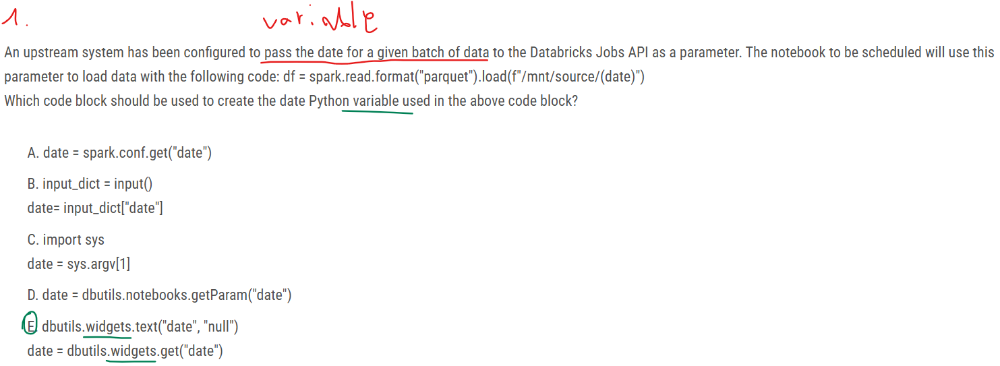 1.
variable
An upstream system has been configured to pass the date for a given batch of data to the Databricks Jobs API as a parameter. The notebook to be scheduled will use this
parameter to load data with the following code: df = spark.read.format("parquet").load(f"/mnt/source/(date)")
Which code block should be used to create the date Python variable used in the above code block?
A. date = spark.conf.get("date")
B. input_dict = input()
date= input_dict["date"]
C. import sys
date = sys.argv[1]
D. date = dbutils.notebooks.getParam("date")
E. dbutils.widgets.text("date", "null")
date = dbutils.widgets.get("date")